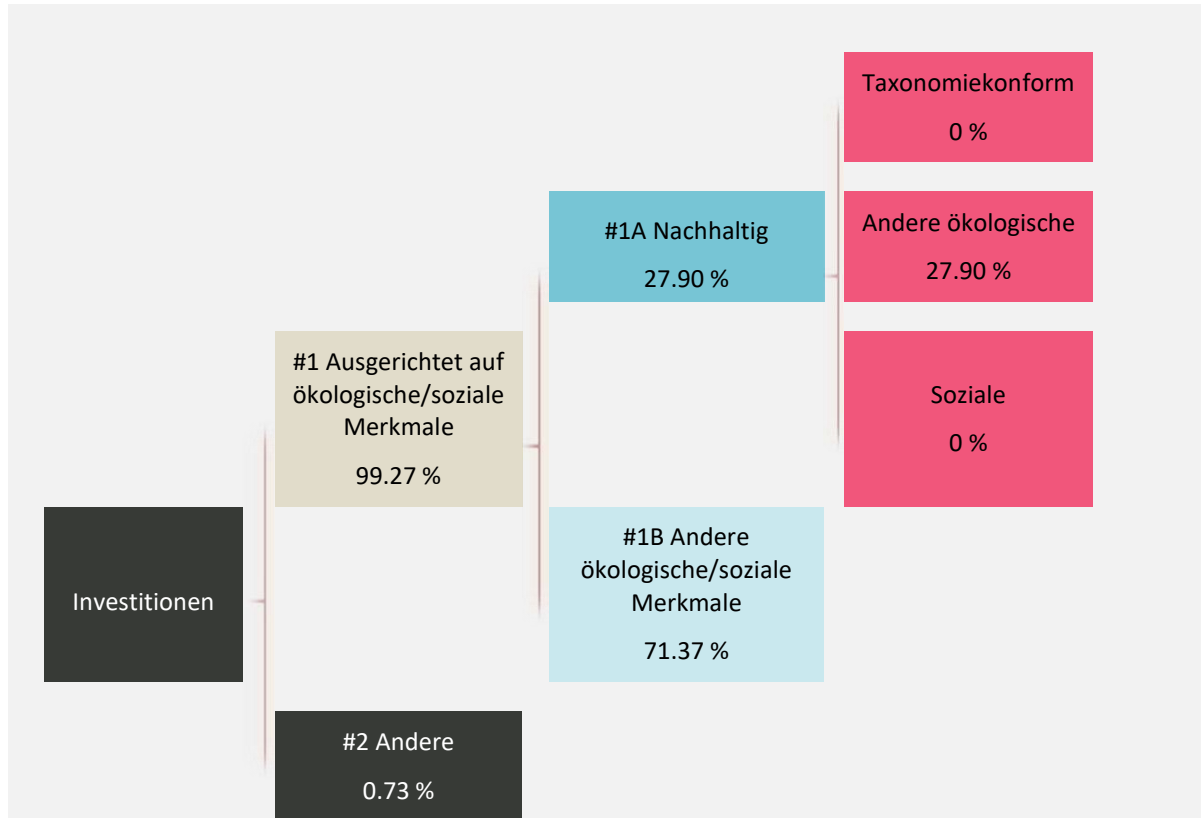 Taxonomiekonform
0 %
#1A Nachhaltig
27.90 %
Andere ökologische
27.90 %
#1 Ausgerichtet auf
ökologische/soziale
Merkmale
99.27 %
Soziale
0 %
Investitionen
#1B Andere
ökologische/soziale
Merkmale
71.37 %
#2 Andere
0.73 %